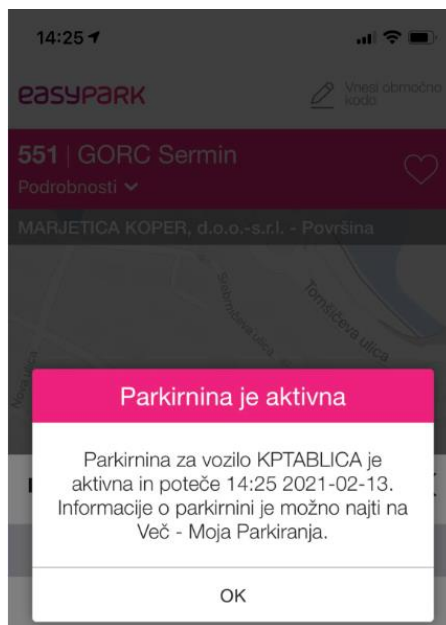 14:25
easypark
Vnesi območno
kodo
551 | GORC Sermin
Podrobnosti
MARJETICA KOPER, d.o.o.-s.r.l. - Površina
Tomšičeva ulica
Nova ulica
Parkirnina je aktivna
Parkirnina za vozilo KPTABLICA je
aktivna in poteče 14:25 2021-02-13.
Informacije o parkirnini je možno najti na
Več - Moja Parkiranja.
OK